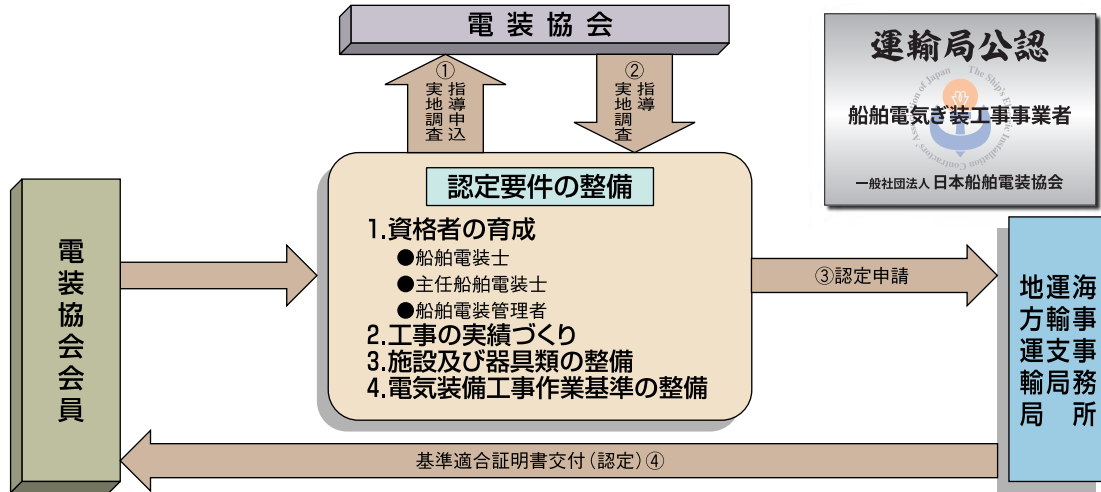 電装協会
①
指導申込
実地調査
②
指導
実地調査
運輸局公認
The Ship's Electric Installation Contractors' Association of Japan
船舶電気ぎ装工事事業者
一般社団法人 日本船舶電装協会
電装協会会員
認定要件の整備
1.資格者の育成
●船舶電装士
●主任船舶電装士
●船舶電装管理者
2.工事の実績づくり
3.施設及び器具類の整備
4.電気装備工事作業基準の整備
③認定申請
海事事務所
運輸支局
地方運輸局
基準適合証明書交付(認定)④